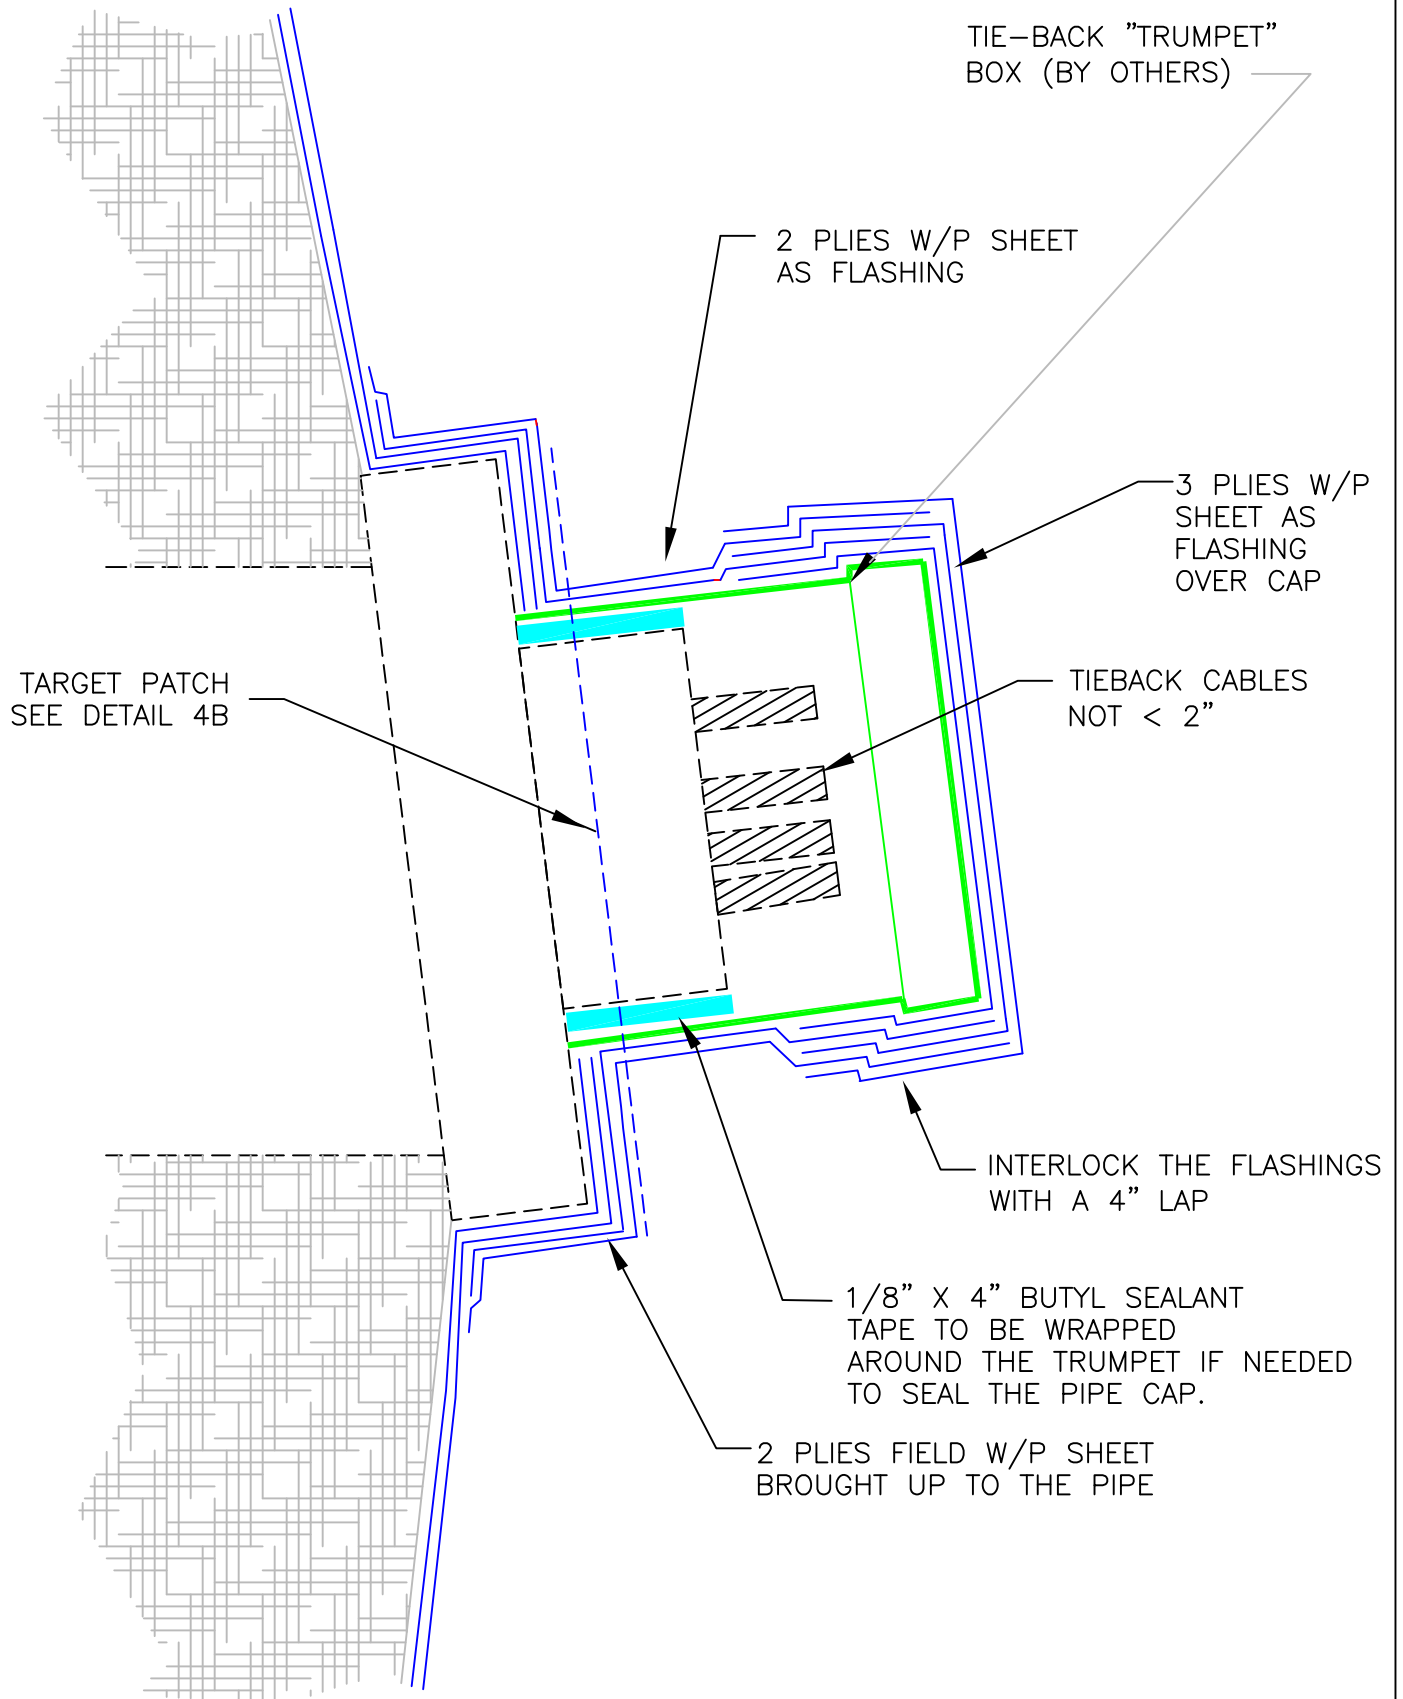 TIE-BACK "TRUMPET"
BOX (BY OTHERS)
2 PLIES W/P SHEET
AS FLASHING
3 PLIES W/P
SHEET AS
FLASHING
OVER CAP
TARGET PATCH
SEE DETAIL 4B
TIEBACK CABLES
NOT < 2"
INTERLOCK THE FLASHINGS
WITH A 4" LAP
1/8" X 4" BUTYL SEALANT
TAPE TO BE WRAPPED
AROUND THE TRUMPET IF NEEDED
TO SEAL THE PIPE CAP.
2 PLIES FIELD W/P SHEET
BROUGHT UP TO THE PIPE